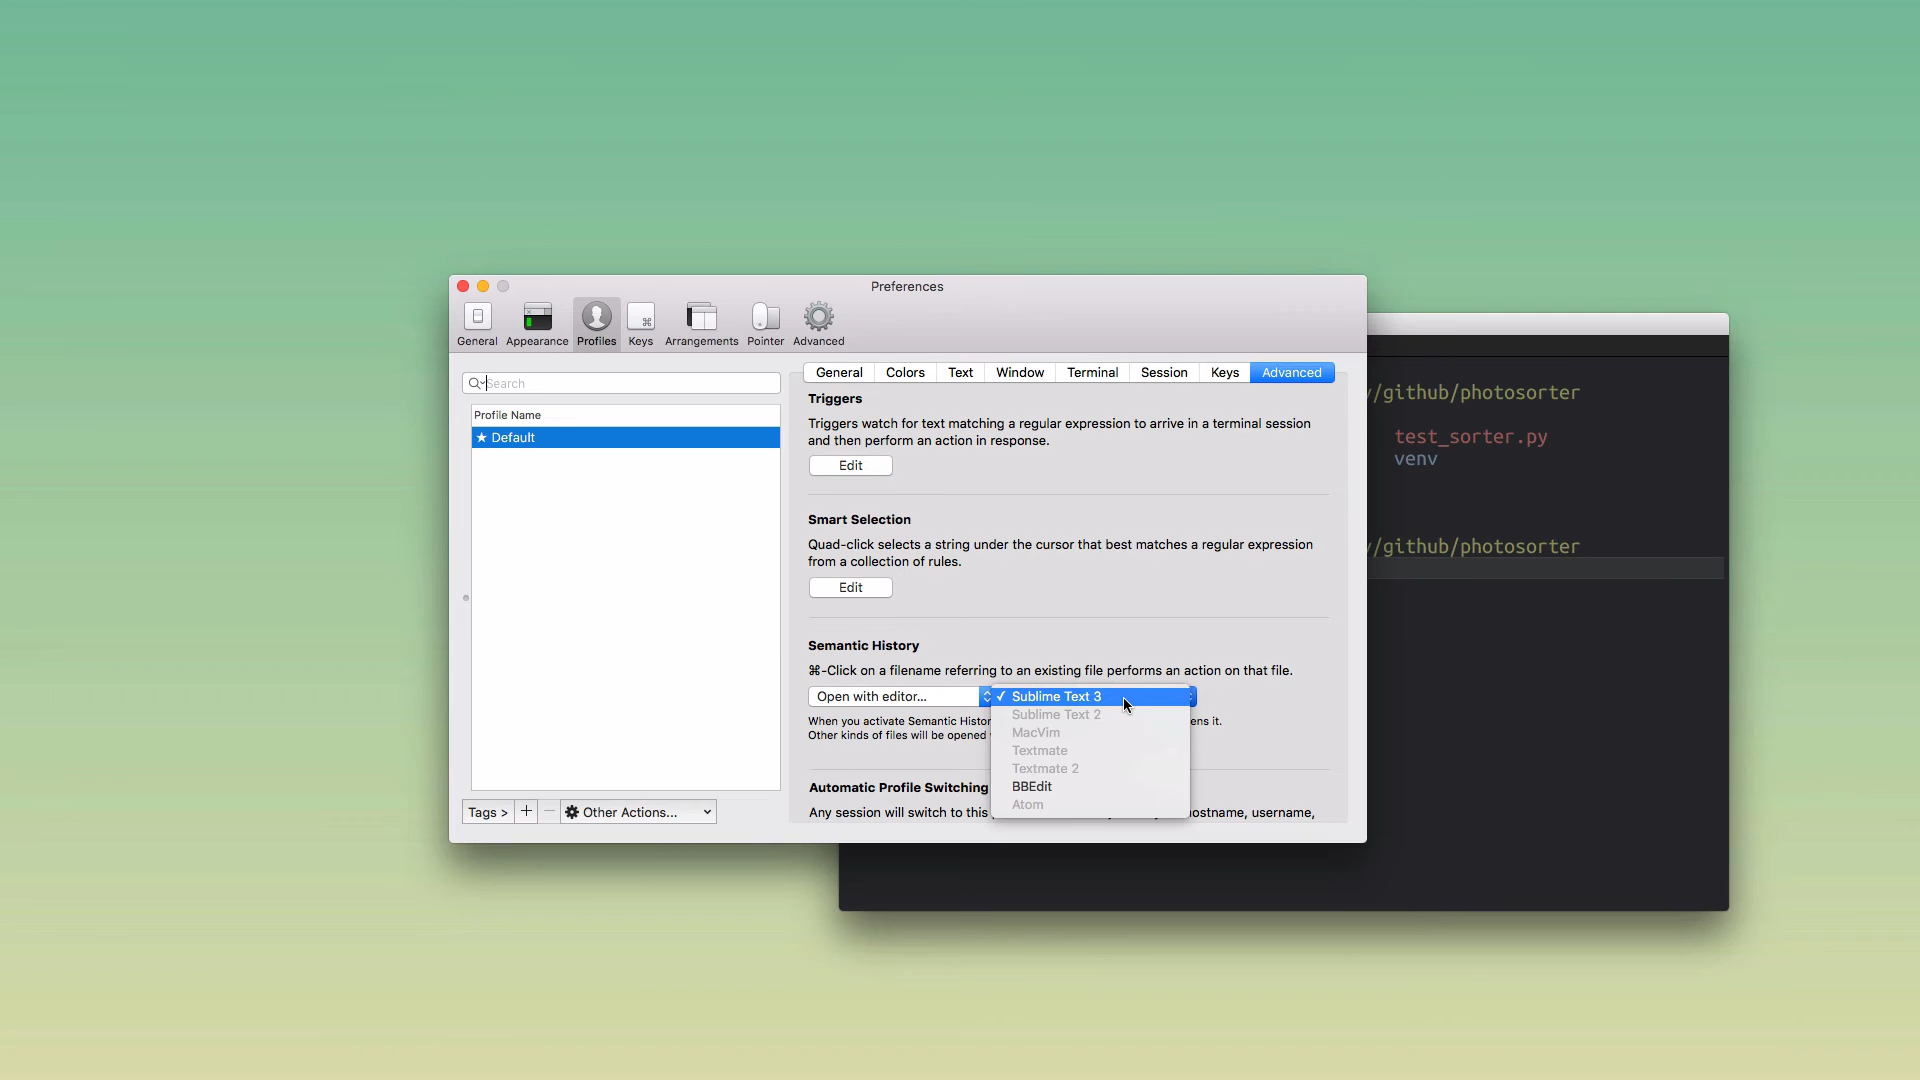 Preferences
General
Appearance
Profiles
Keys
Arrangements
Pointer
Advanced
Search
Profile Name
★ Default
Tags >
+
−
Other Actions...
General
Colors
Text
Window
Terminal
Session
Keys
Advanced
Triggers
Triggers watch for text matching a regular expression to arrive in a terminal session
and then perform an action in response.
Edit
Smart Selection
Quad-click selects a string under the cursor that best matches a regular expression
from a collection of rules.
Edit
Semantic History
⌘-Click on a filename referring to an existing file performs an action on that file.
Open with editor...
✓ Sublime Text 3
Sublime Text 2
MacVim
Textmate
Textmate 2
BBEdit
Atom
When you activate Semantic Histor
ens it.
Other kinds of files will be opened
Automatic Profile Switching
Any session will switch to this
ostname, username,
/github/photosorter
test_sorter.py
venv
/github/photosorter